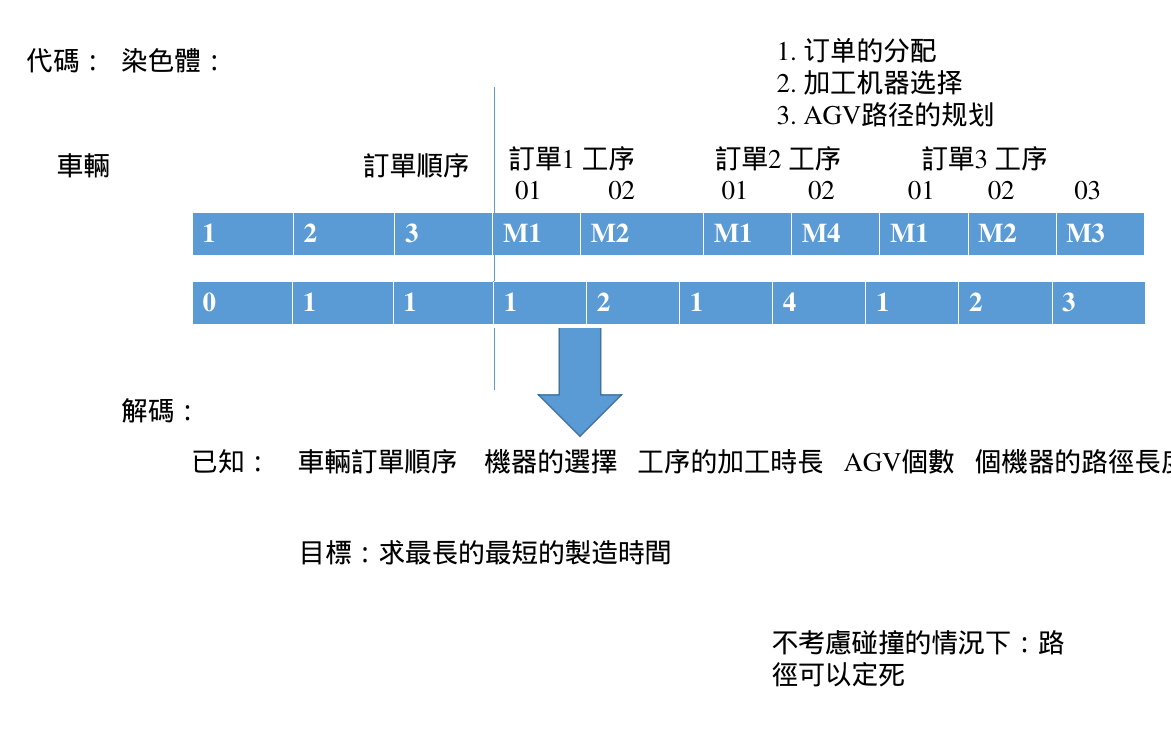 代碼： 染色體：
1. 订单的分配
2. 加工机器选择
3. AGV路径的规划
車輛 訂單順序 訂單1 工序 訂單2 工序 訂單3 工序
01 02 01 02 01 02 03
1 2 3 M1 M2 M1 M4 M1 M2 M3
0 1 1 1 2 1 4 1 2 3
解碼：
已知： 車輛訂單順序 機器的選擇 工序的加工時長 AGV個數 個機器的路徑長度
目標：求最長的最短的製造時間
不考慮碰撞的情況下：路
徑可以定死